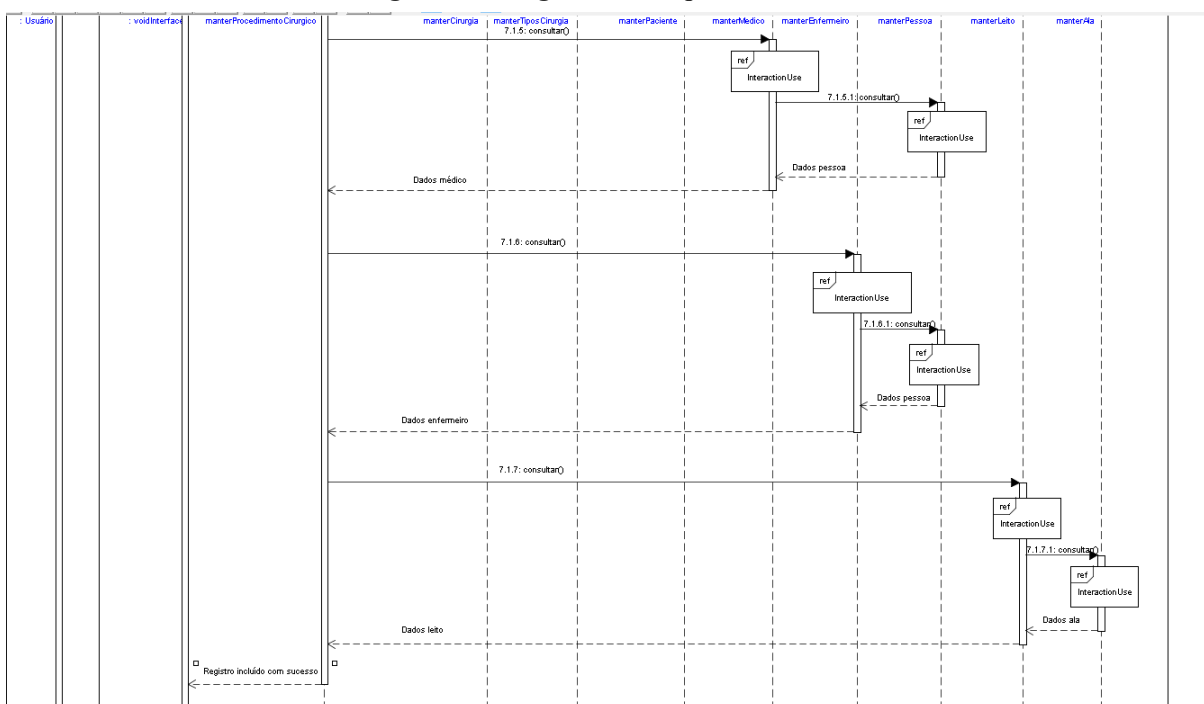 : Usuário : voidInterface manterProcedimentoCirurgico manterCirurgia manterTiposCirurgia manterPaciente manterMedico manterEnfermeiro manterPessoa manterLeito manterAla
7.1.5: consultar()
ref
InteractionUse
7.1.5.1: consultar()
ref
InteractionUse
Dados pessoa
Dados médico
7.1.6: consultar()
ref
InteractionUse
7.1.6.1: consultar()
ref
InteractionUse
Dados pessoa
Dados enfermeiro
7.1.7: consultar()
ref
InteractionUse
7.1.7.1: consultar()
ref
InteractionUse
Dados ala
Dados leito
Registro incluído com sucesso